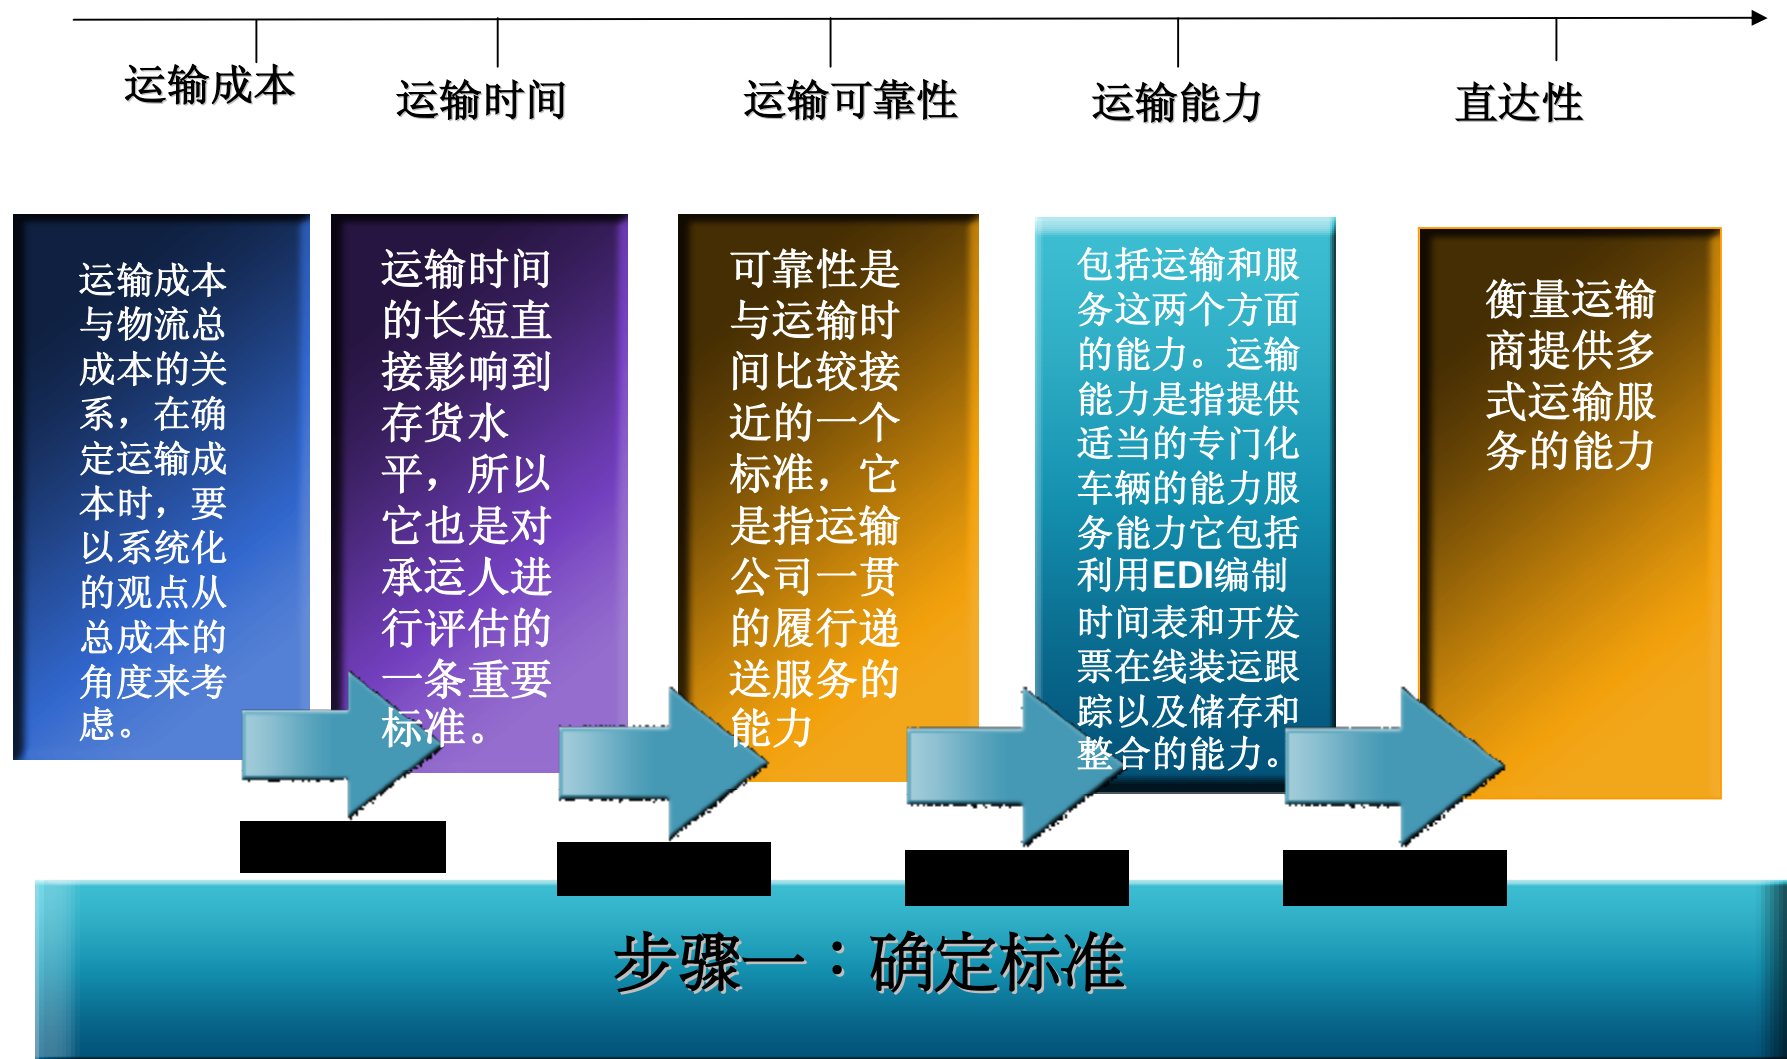 运输成本
运输时间
运输可靠性
运输能力
直达性
运输成本
与物流总
成本的关
系，在确
定运输成
本时，要
以系统化
的观点从
总成本的
角度来考
虑。
运输时间
的长短直
接影响到
存货水
平，所以
它也是对
承运人进
行评估的
一条重要
标准。
可靠性是
与运输时
间比较接
近的一个
标准，它
是指运输
公司一贯
的履行递
送服务的
能力
包括运输和服
务这两个方面
的能力。运输
能力是指提供
适当的专门化
车辆的能力服
务能力它包括
利用EDI编制
时间表和开发
票在线装运跟
踪以及储存和
整合的能力。
衡量运输
商提供多
式运输服
务的能力
步骤一：确定标准